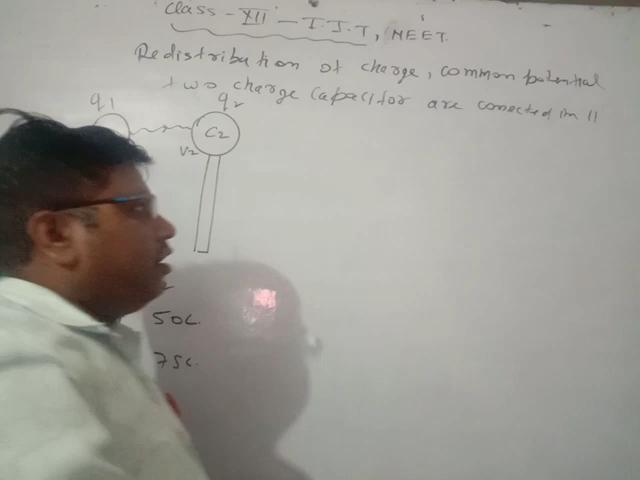 Class - XII - I.I.T, NEET.
Redistribution of charge, common potential
two charge Capacitor are conected in ||
q1 q2
C2
V2
50C.
75C.